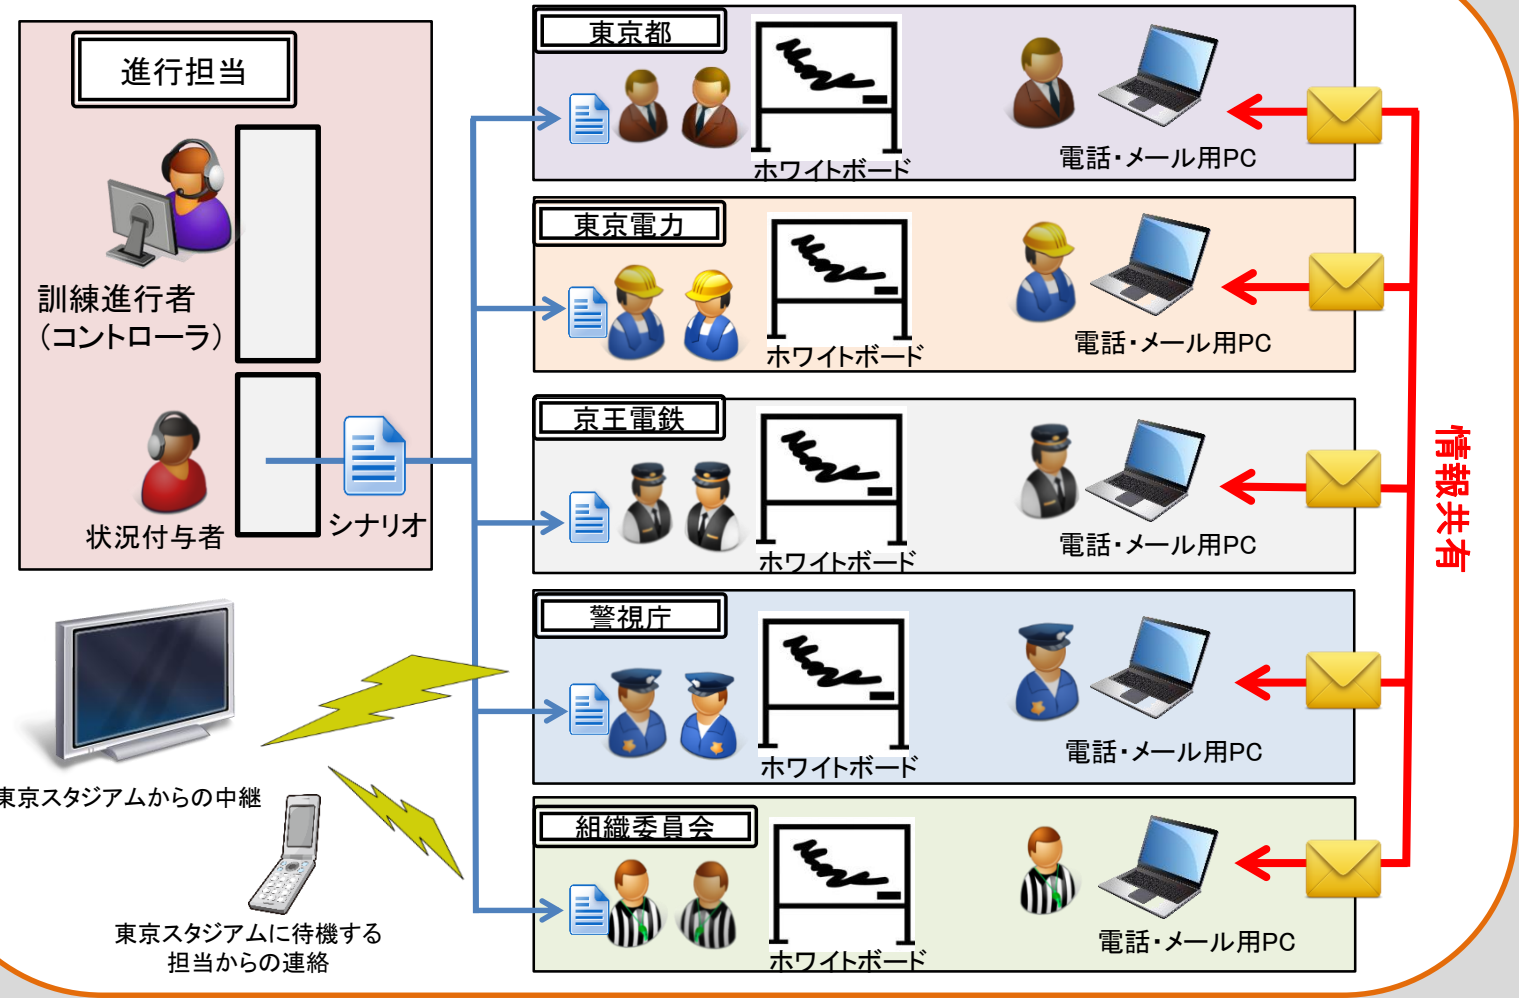 進行担当
訓練進行者
（コントローラ）
状況付与者
シナリオ
東京スタジアムからの中継
東京スタジアムに待機する
担当からの連絡
東京都
ホワイトボード
電話・メール用PC
東京電力
ホワイトボード
電話・メール用PC
京王電鉄
ホワイトボード
電話・メール用PC
警視庁
ホワイトボード
電話・メール用PC
組織委員会
ホワイトボード
電話・メール用PC
情報共有